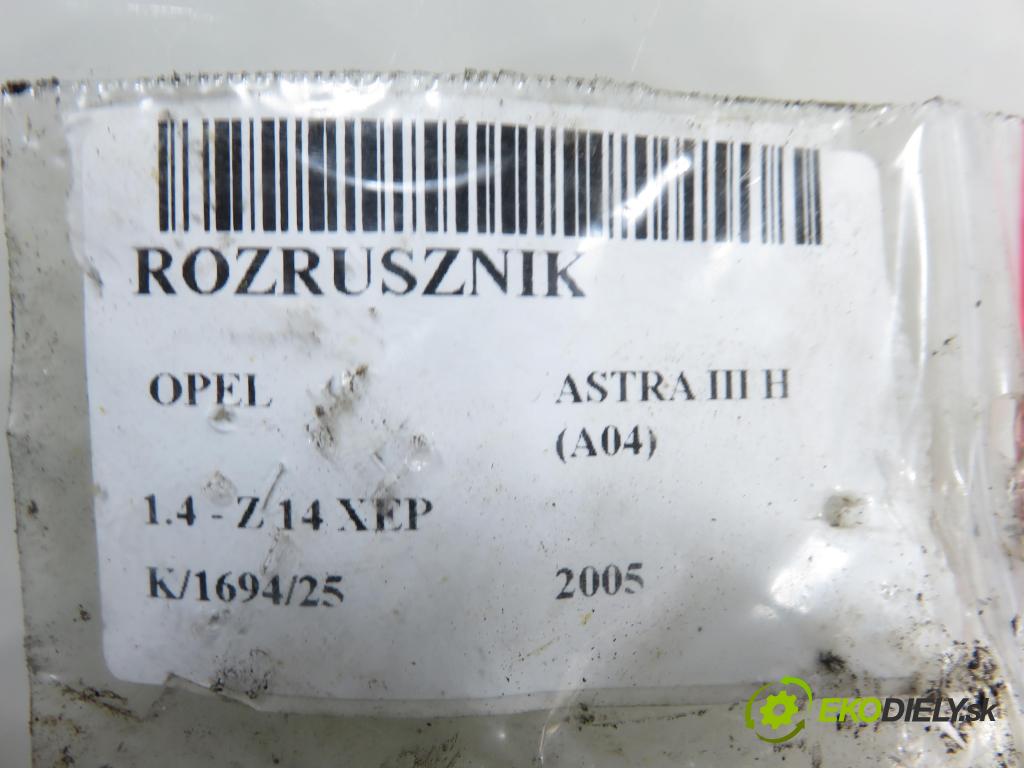 ROZRUSZNIK
OPEL ASTRA III H
(A04)
1.4 - Z 14 XEP
K/1694/25 2005
EKODIELY.sk